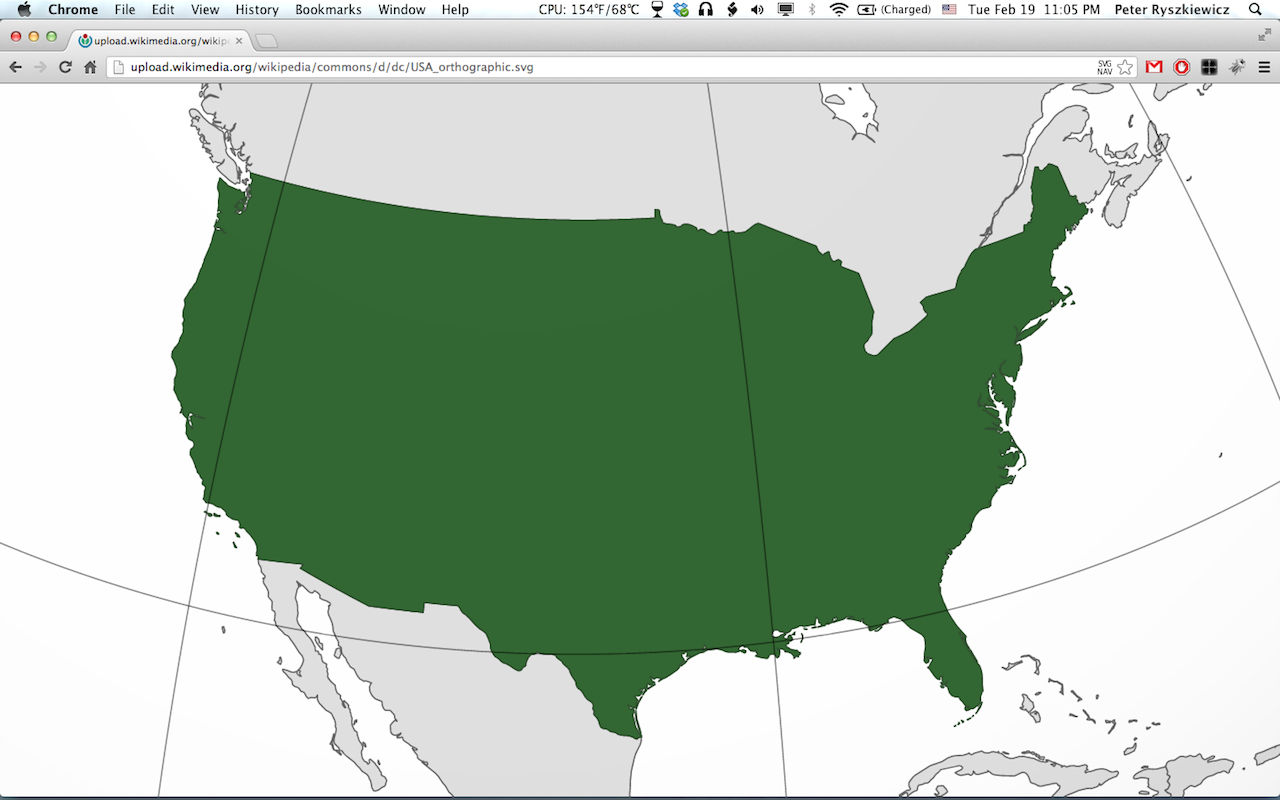 Chrome File Edit View History Bookmarks Window Help CPU: 154°F/68°C (Charged) Tue Feb 19 11:05 PM Peter Ryszkiewicz
upload.wikimedia.org/wikip
upload.wikimedia.org/wikipedia/commons/d/dc/USA_orthographic.svg SVG
NAV